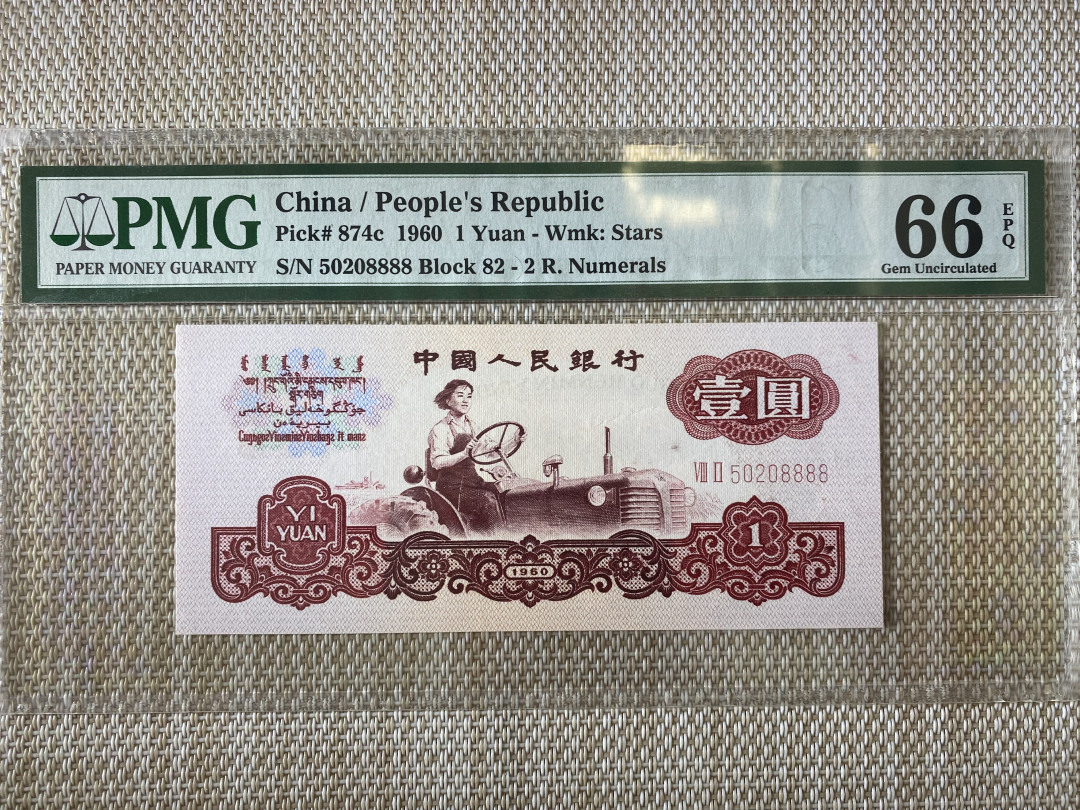 PMG
PAPER MONEY GUARANTY
China / People's Republic
Pick# 874c 1960 1 Yuan - Wmk: Stars
S/N 50208888 Block 82 - 2 R. Numerals
66
EPQ
Gem Uncirculated
中國人民銀行
壹圓
VIII II 50208888
YI
YUAN
1
1960